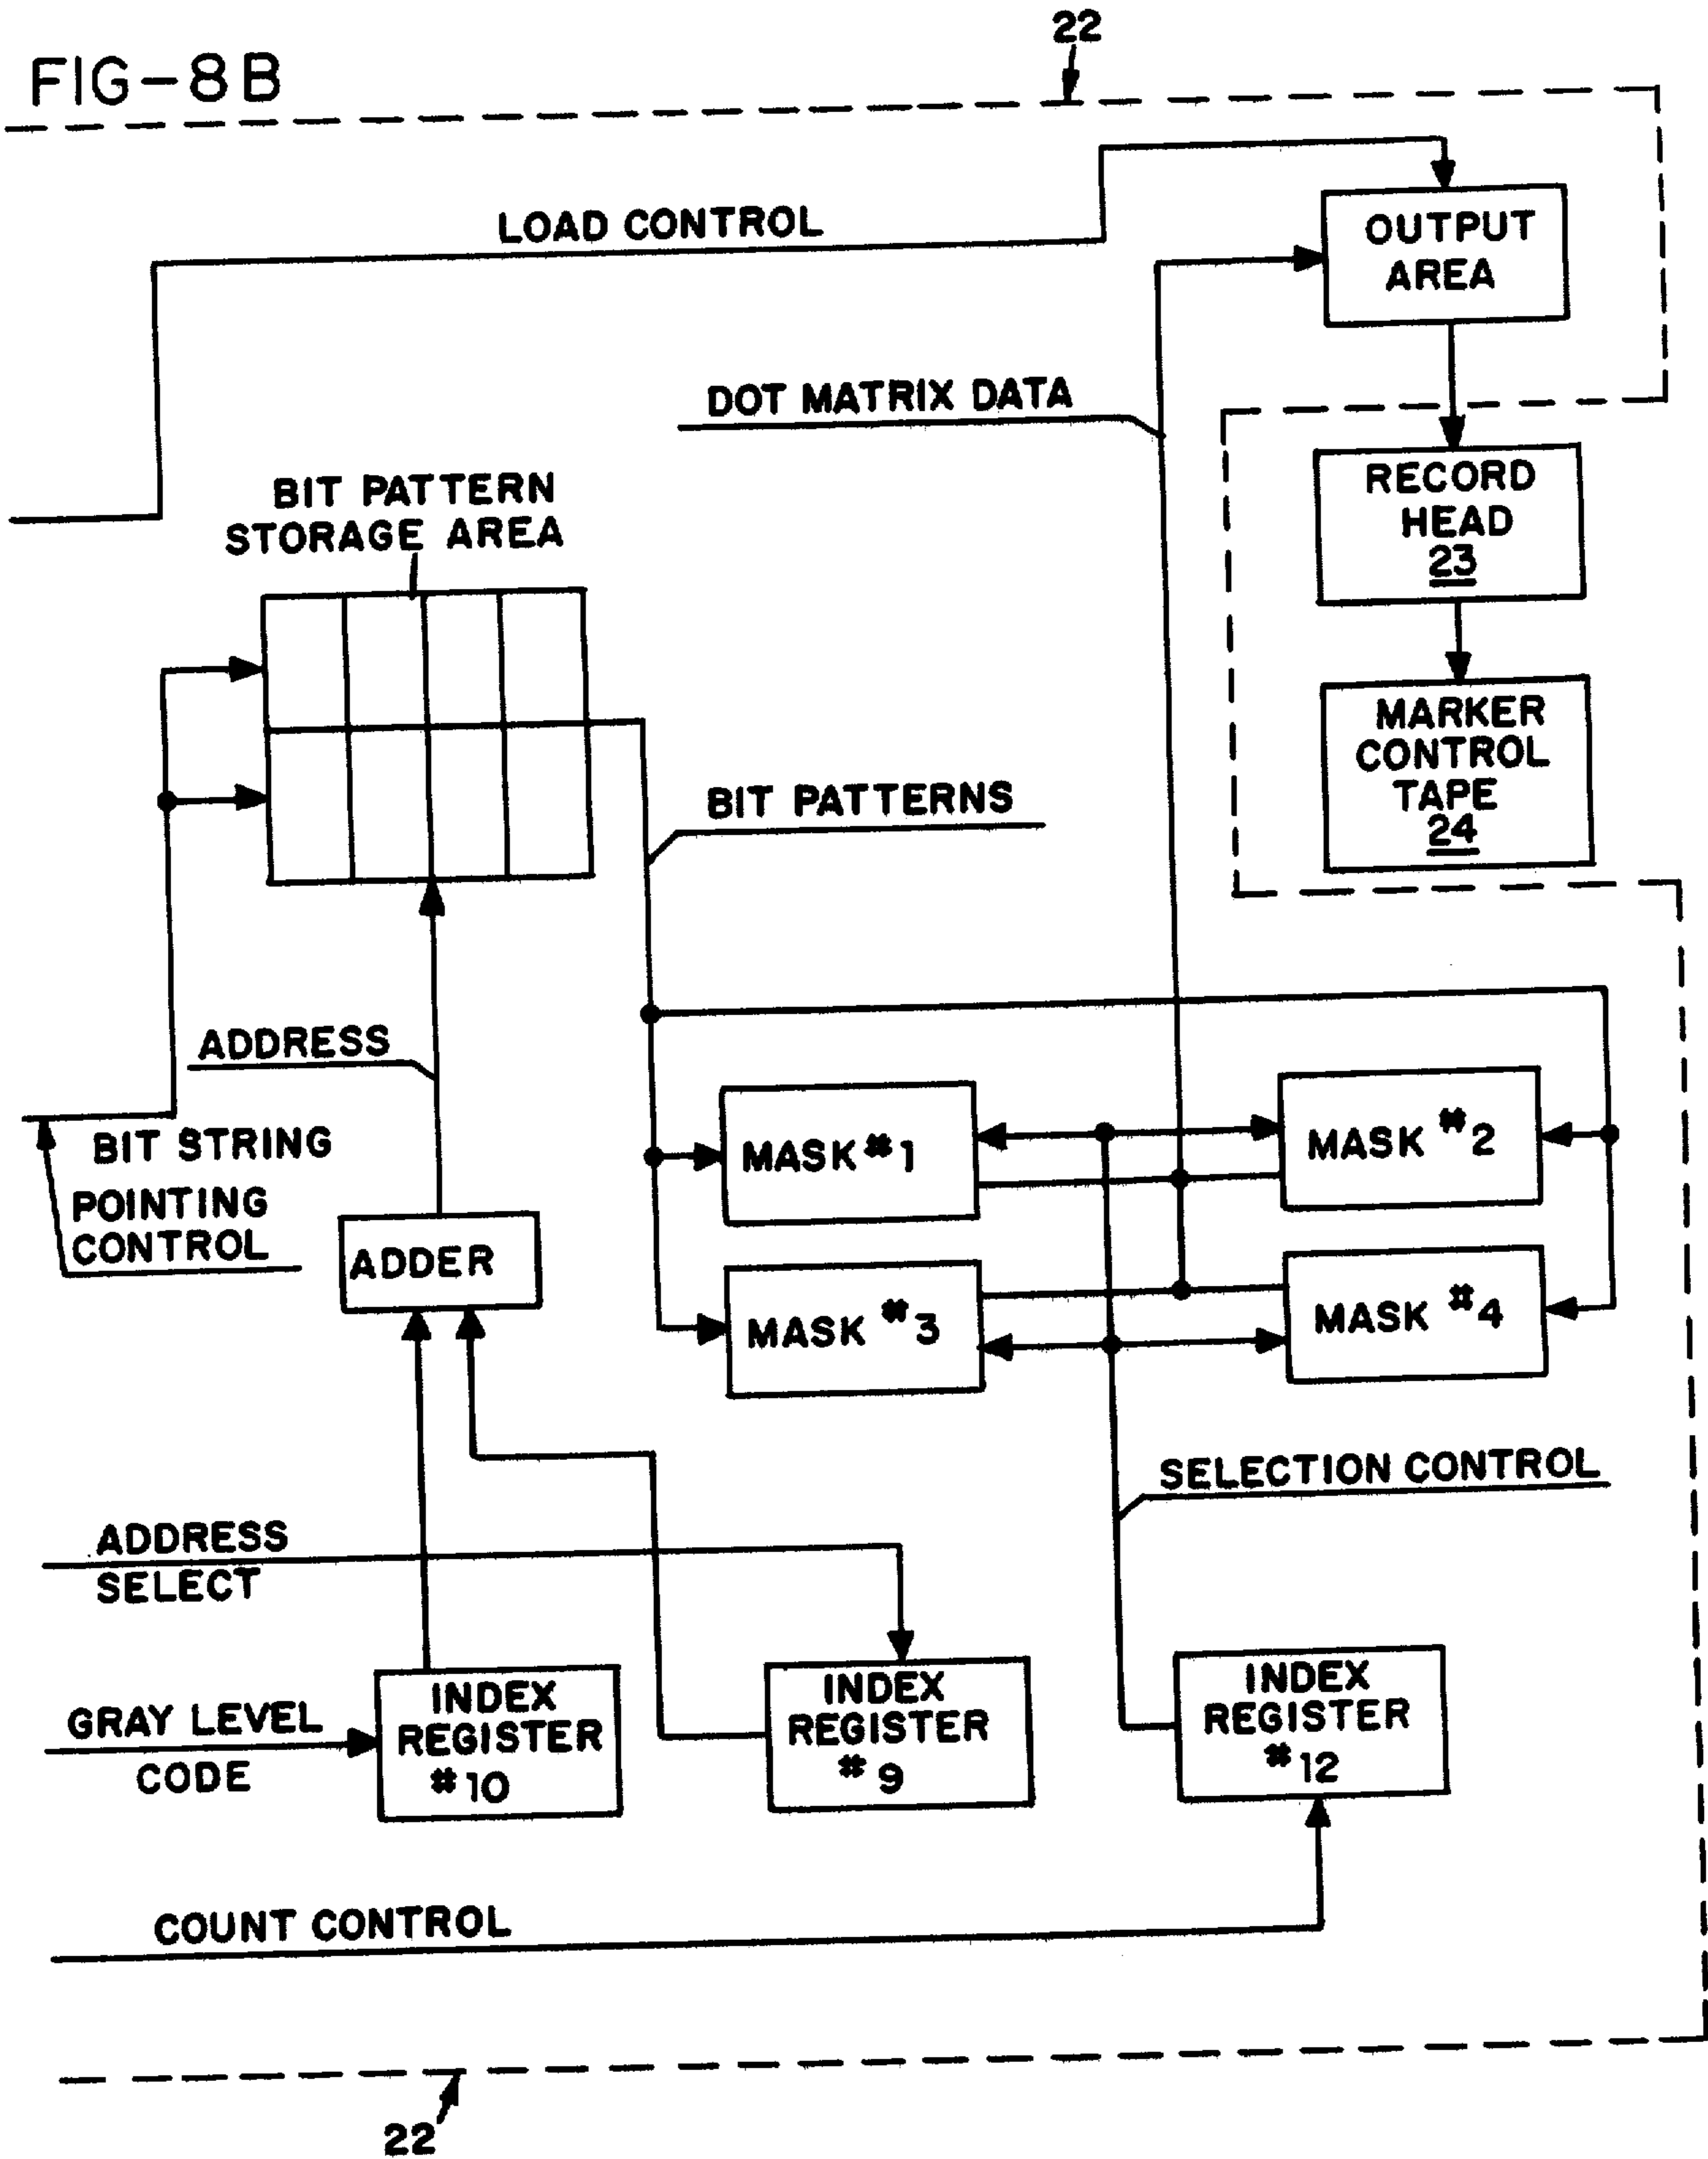 FIG-8B
22
LOAD CONTROL
OUTPUT
AREA
DOT MATRIX DATA
RECORD
HEAD
23
BIT PATTERN
STORAGE AREA
MARKER
CONTROL
TAPE
24
BIT PATTERNS
ADDRESS
BIT STRING
POINTING
CONTROL
MASK #1
MASK #2
ADDER
MASK #3
MASK #4
SELECTION CONTROL
ADDRESS
SELECT
GRAY LEVEL
CODE
INDEX
REGISTER
#10
INDEX
REGISTER
#9
INDEX
REGISTER
#12
COUNT CONTROL
22